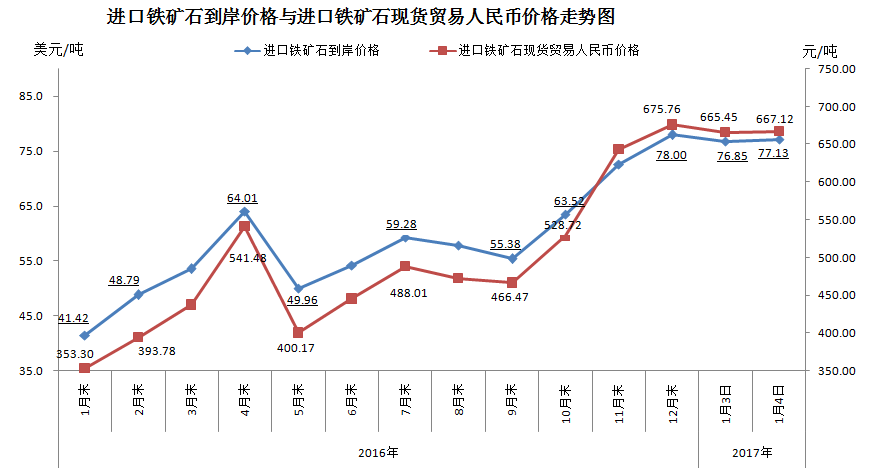 进口铁矿石到岸价格与进口铁矿石现货贸易人民币价格走势图
美元/吨
进口铁矿石到岸价格
进口铁矿石现货贸易人民币价格
元/吨
85.0
75.0
65.0
55.0
45.0
35.0
750.00
700.00
650.00
600.00
550.00
500.00
450.00
400.00
350.00
41.42
48.79
64.01
49.96
59.28
55.38
63.52
78.00
76.85
77.13
353.30
393.78
541.48
400.17
488.01
466.47
528.72
675.76
665.45
667.12
1月末
2月末
3月末
4月末
5月末
6月末
7月末
8月末
9月末
10月末
11月末
12月末
1月3日
1月4日
2016年
2017年